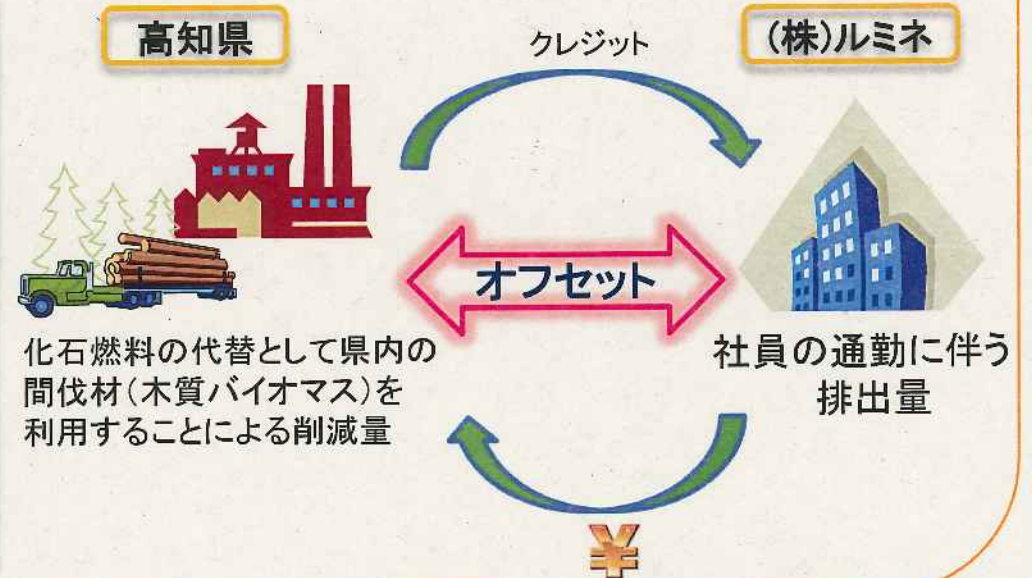 高知県
クレジット
(株)ルミネ
オフセット
化石燃料の代替として県内の
間伐材(木質バイオマス)を
利用することによる削減量
社員の通勤に伴う
排出量
¥